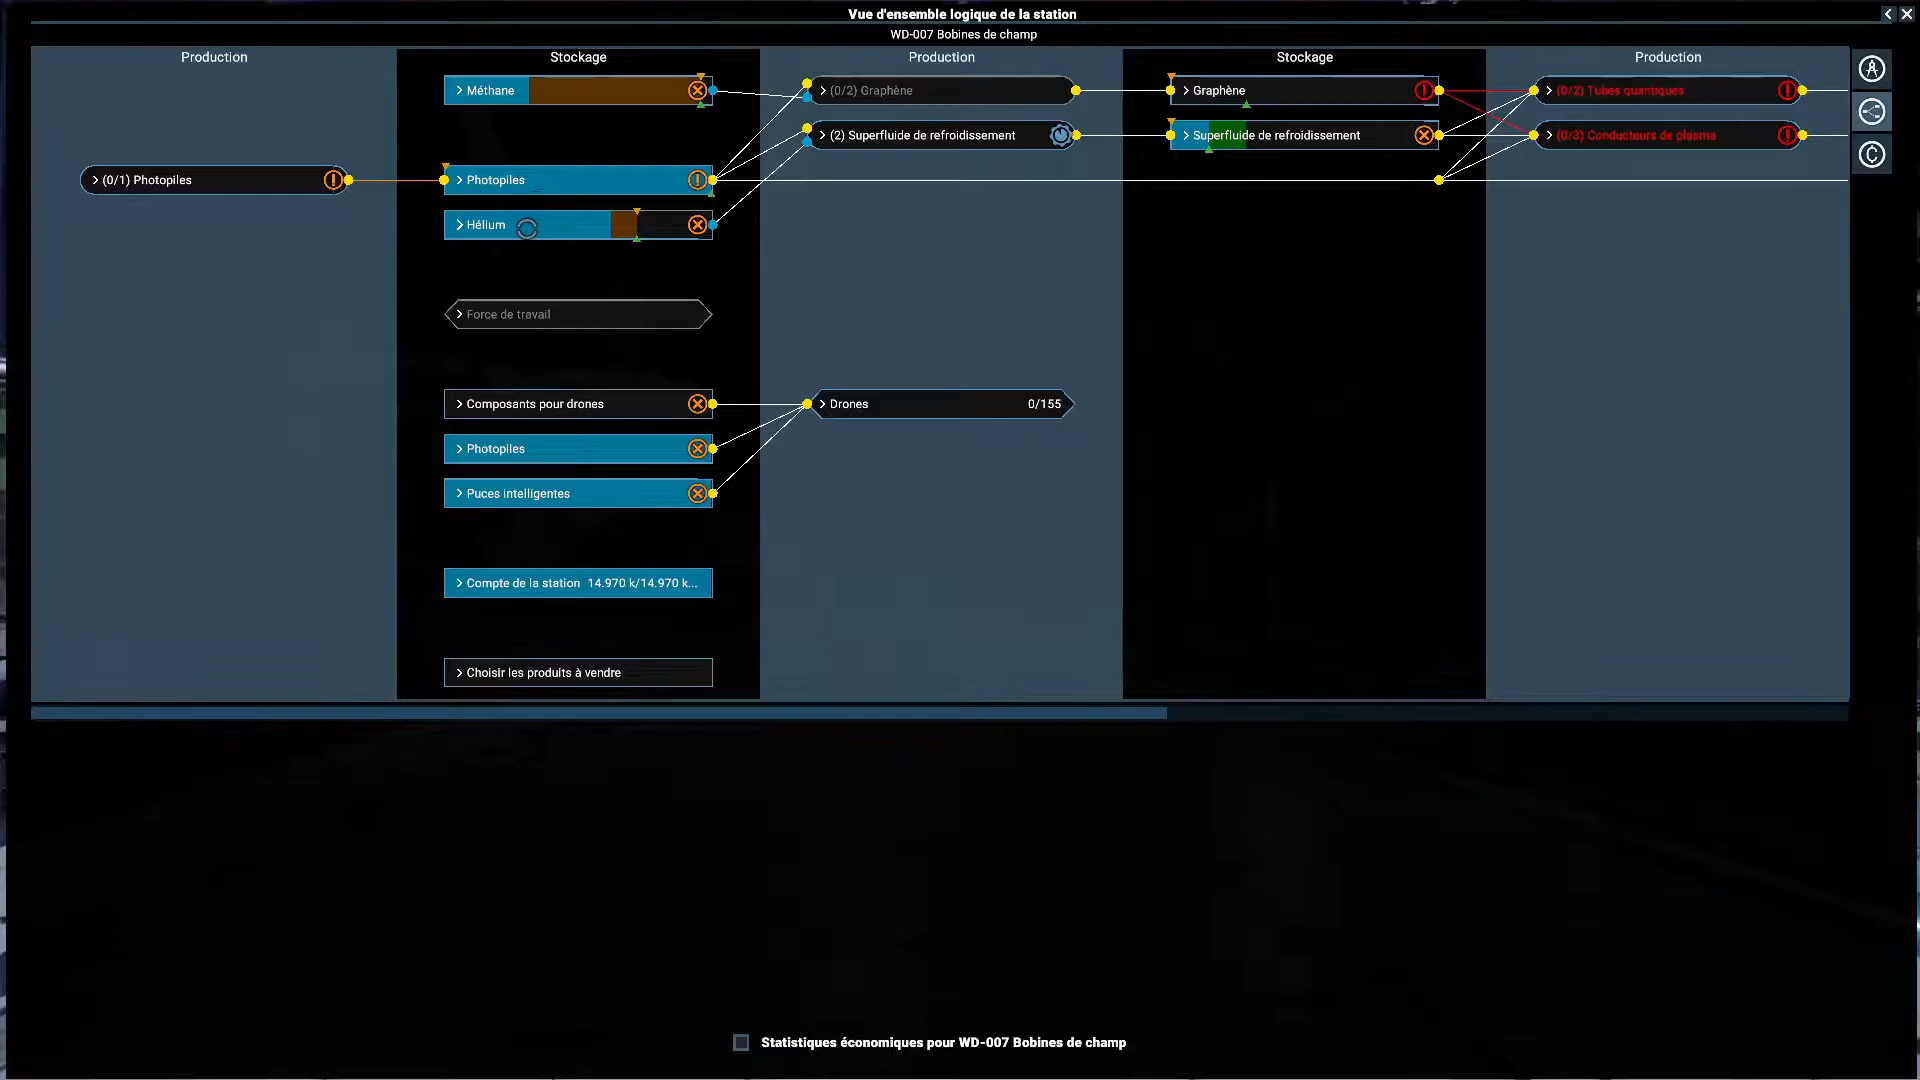 Vue d'ensemble logique de la station
WD-007 Bobines de champ
Production
Stockage
Production
Stockage
Production
Méthane
(0/2) Graphène
Graphène
(0/2) Tubes quantiques
(2) Superfluide de refroidissement
Superfluide de refroidissement
(0/3) Conducteurs de plasma
(0/1) Photopiles
Photopiles
Hélium
Force de travail
Composants pour drones
Drones 0/155
Photopiles
Puces intelligentes
Compte de la station 14.970 k/14.970 k...
Choisir les produits à vendre
Statistiques économiques pour WD-007 Bobines de champ